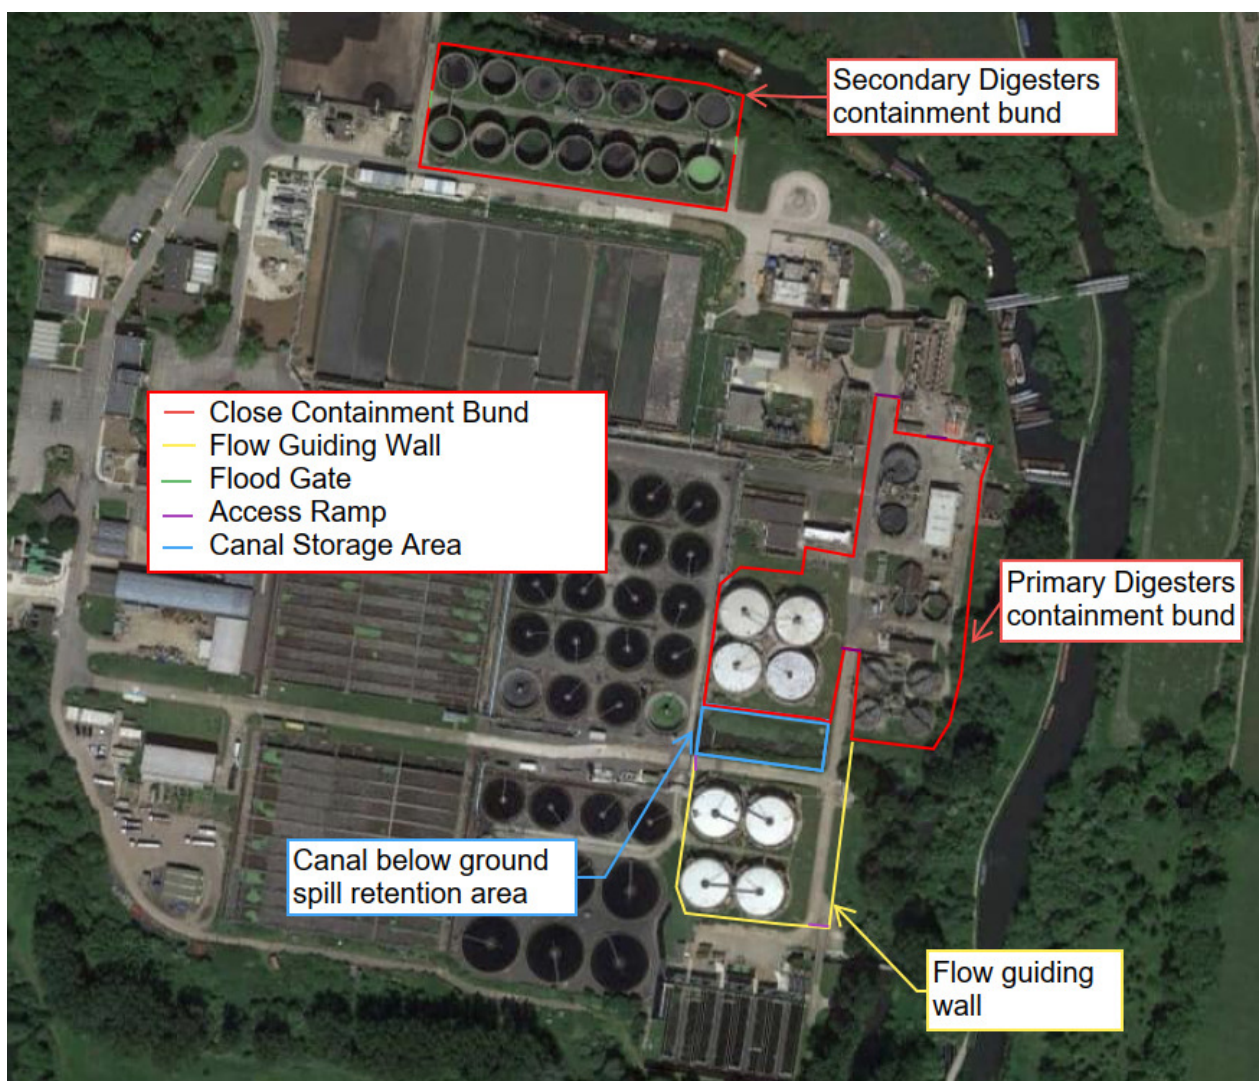 Secondary Digesters
containment bund
Close Containment Bund
Flow Guiding Wall
Flood Gate
Access Ramp
Canal Storage Area
Primary Digesters
containment bund
Canal below ground
spill retention area
Flow guiding
wall